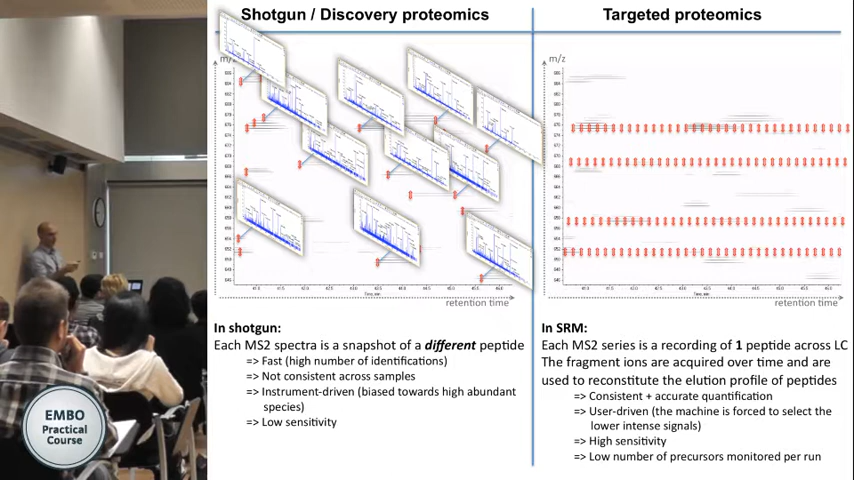 Shotgun / Discovery proteomics
Targeted proteomics
m/z
m/z
retention time
retention time
In shotgun:
Each MS2 spectra is a snapshot of a different peptide
=> Fast (high number of identifications)
=> Not consistent across samples
=> Instrument-driven (biased towards high abundant
species)
=> Low sensitivity
In SRM:
Each MS2 series is a recording of 1 peptide across LC
The fragment ions are acquired over time and are
used to reconstitute the elution profile of peptides
=> Consistent + accurate quantification
=> User-driven (the machine is forced to select the
lower intense signals)
=> High sensitivity
=> Low number of precursors monitored per run
EMBO
Practical
Course